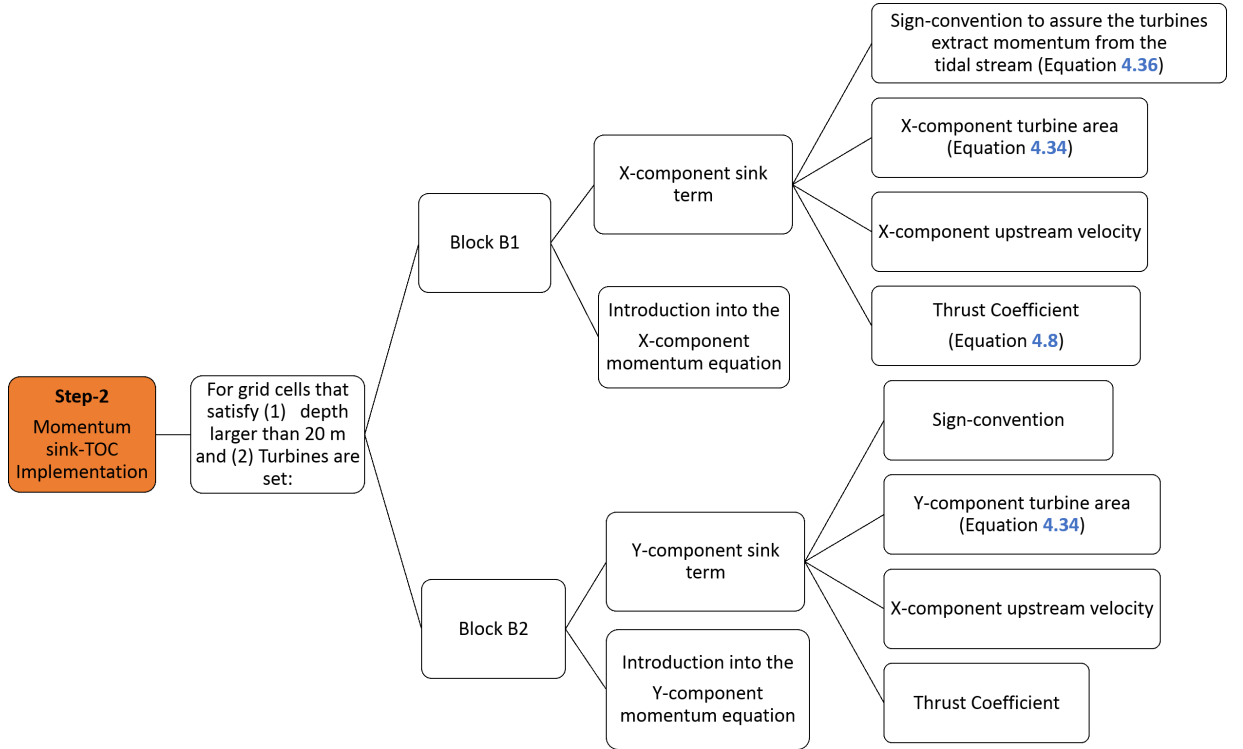 Step-2
Momentum
sink-TOC
Implementation
For grid cells that
satisfy (1) depth
larger than 20 m
and (2) Turbines are
set:
Block B1
X-component sink
term
Sign-convention to assure the turbines
extract momentum from the
tidal stream (Equation 4.36)
X-component turbine area
(Equation 4.34)
X-component upstream velocity
Thrust Coefficient
(Equation 4.8)
Introduction into the
X-component
momentum equation
Block B2
Y-component sink
term
Sign-convention
Y-component turbine area
(Equation 4.34)
X-component upstream velocity
Thrust Coefficient
Introduction into the
Y-component
momentum equation